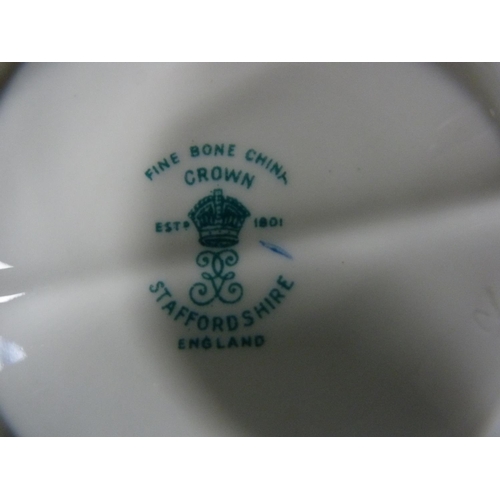 FINE BONE CHINA
CROWN
ESTD 1801
STAFFORDSHIRE
ENGLAND